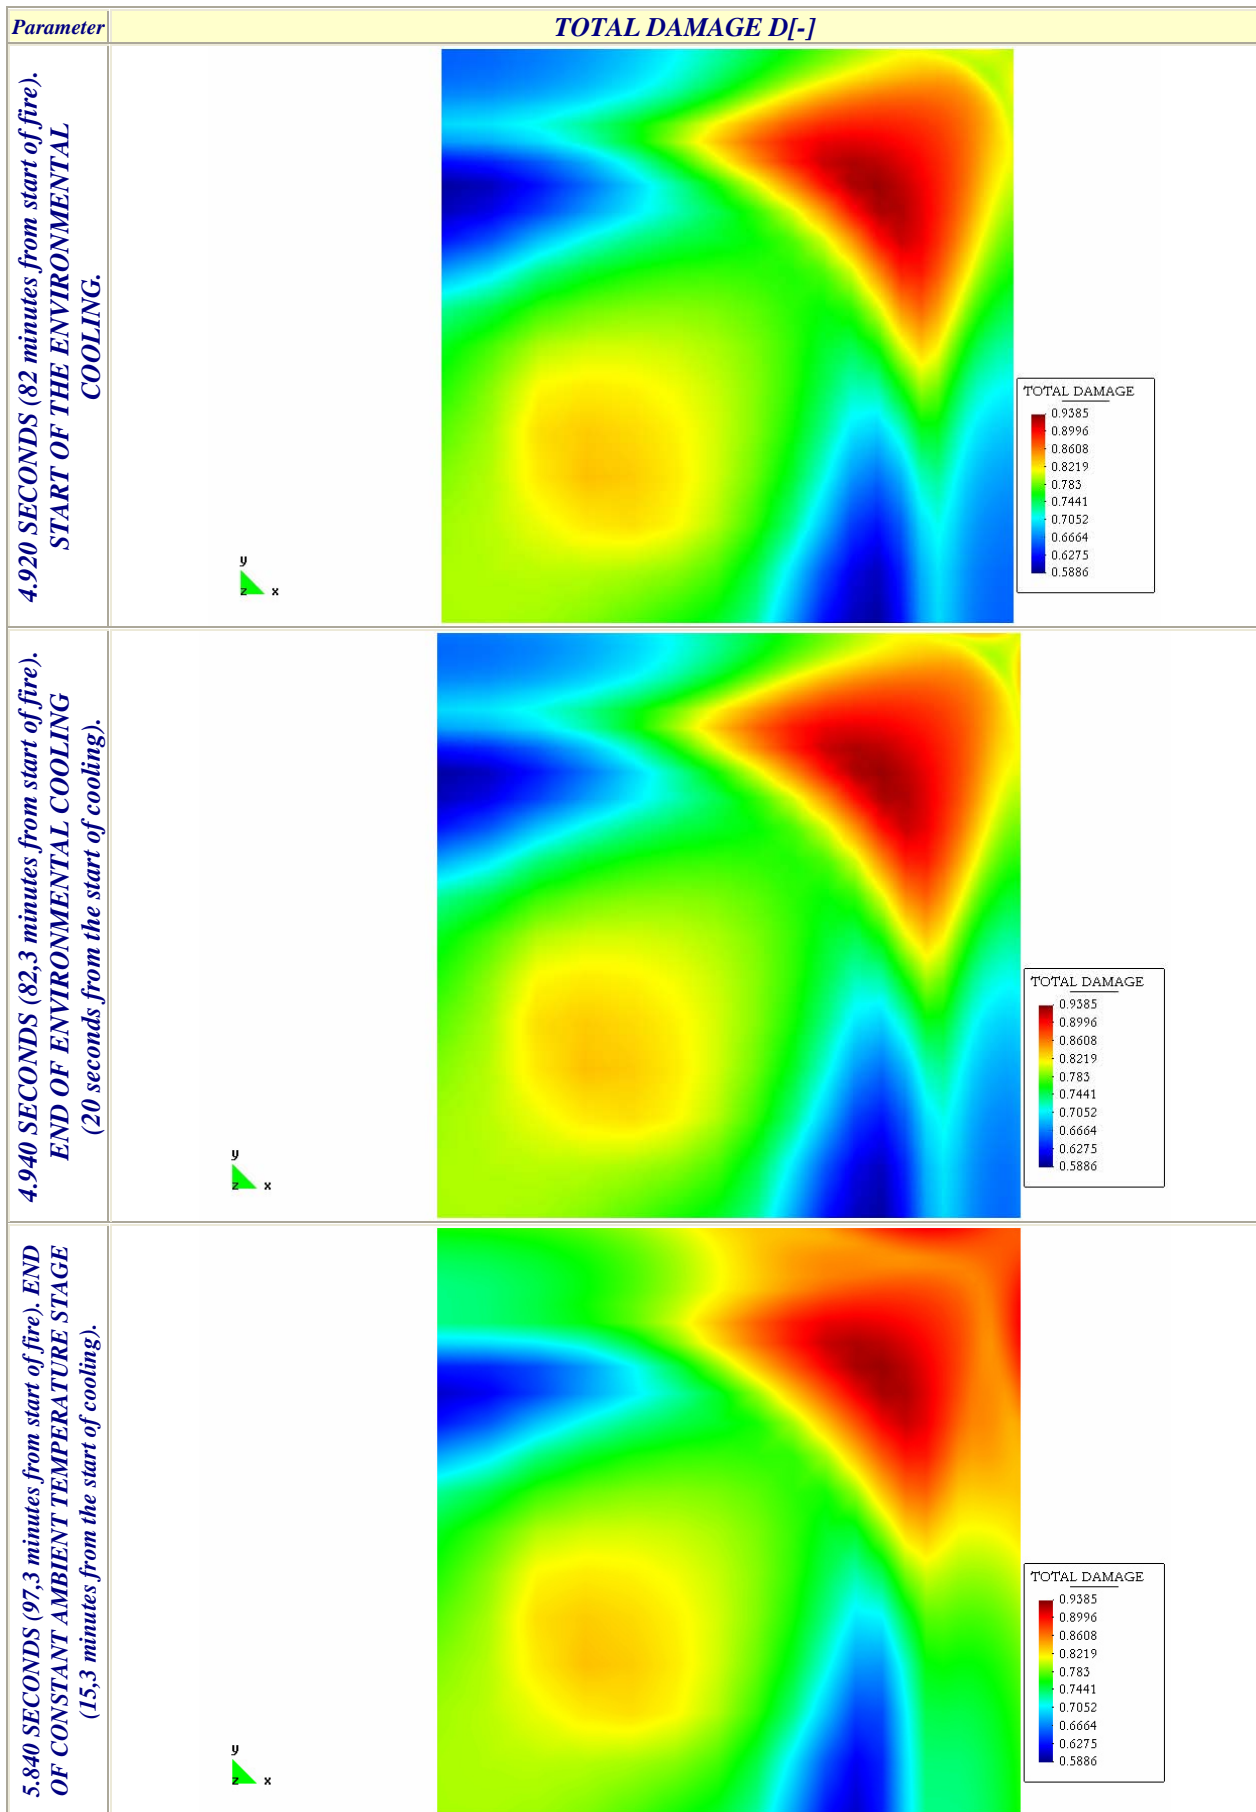 Parameter
TOTAL DAMAGE D[-]
4.920 SECONDS (82 minutes from start of fire).
START OF THE ENVIRONMENTAL
COOLING.
y
z x
TOTAL DAMAGE
0.9385
0.8996
0.8608
0.8219
0.783
0.7441
0.7052
0.6664
0.6275
0.5886
4.940 SECONDS (82,3 minutes from start of fire).
END OF ENVIRONMENTAL COOLING
(20 seconds from the start of cooling).
y
z x
TOTAL DAMAGE
0.9385
0.8996
0.8608
0.8219
0.783
0.7441
0.7052
0.6664
0.6275
0.5886
5.840 SECONDS (97,3 minutes from start of fire). END
OF CONSTANT AMBIENT TEMPERATURE STAGE
(15,3 minutes from the start of cooling).
y
z x
TOTAL DAMAGE
0.9385
0.8996
0.8608
0.8219
0.783
0.7441
0.7052
0.6664
0.6275
0.5886